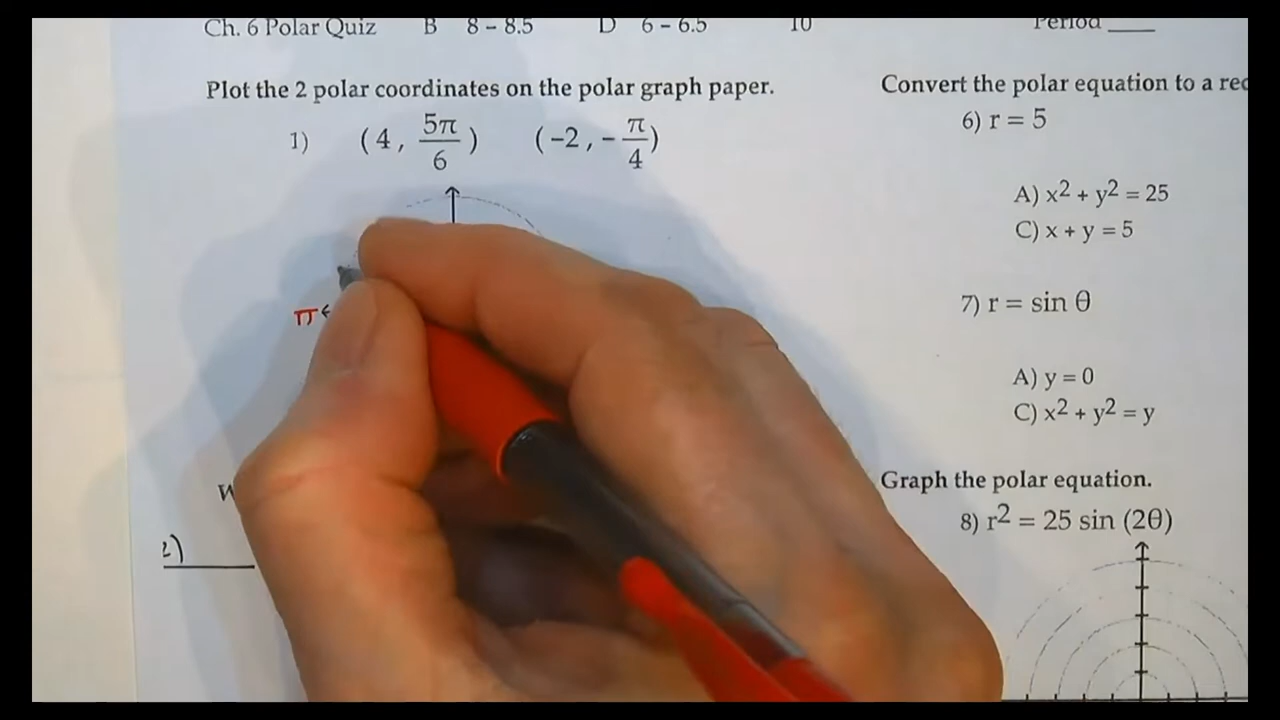 Ch. 6 Polar Quiz B 8 – 8.5 D 6 – 6.5 10 Period ____
Plot the 2 polar coordinates on the polar graph paper.
1) (4, 5π/6) (–2, –π/4)
π
2)
Convert the polar equation to a
6) r = 5
A) x² + y² = 25
C) x + y = 5
7) r = sin θ
A) y = 0
C) x² + y² = y
Graph the polar equation.
8) r² = 25 sin (2θ)